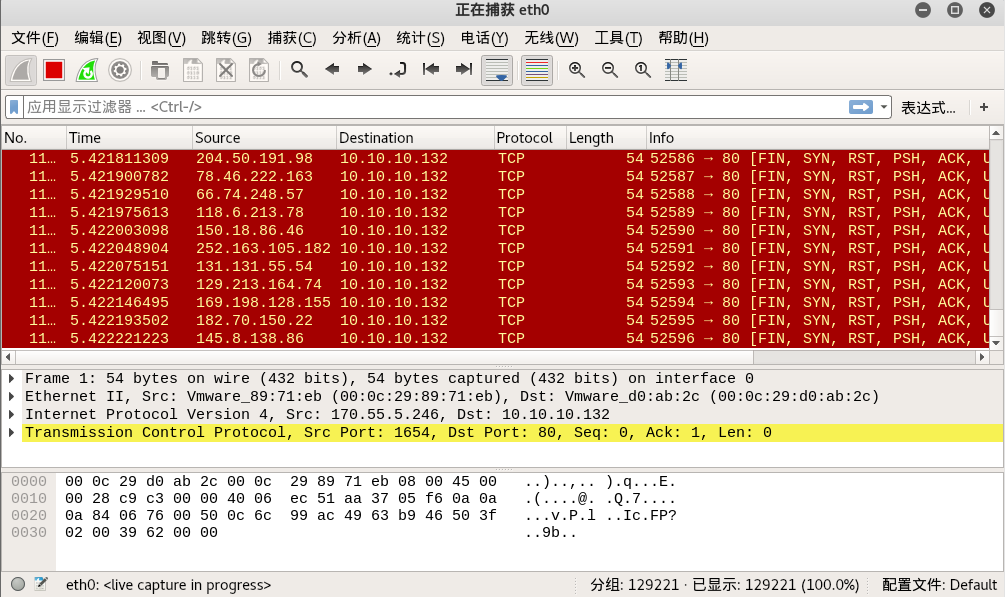 正在捕获 eth0
文件(F) 编辑(E) 视图(V) 跳转(G) 捕获(C) 分析(A) 统计(S) 电话(Y) 无线(W) 工具(T) 帮助(H)
应用显示过滤器 ... <Ctrl-/> 表达式... +
No. Time Source Destination Protocol Length Info
11... 5.421811309 204.50.191.98 10.10.10.132 TCP 54 52586 → 80 [FIN, SYN, RST, PSH, ACK, U
11... 5.421900782 78.46.222.163 10.10.10.132 TCP 54 52587 → 80 [FIN, SYN, RST, PSH, ACK, U
11... 5.421929510 66.74.248.57 10.10.10.132 TCP 54 52588 → 80 [FIN, SYN, RST, PSH, ACK, U
11... 5.421975613 118.6.213.78 10.10.10.132 TCP 54 52589 → 80 [FIN, SYN, RST, PSH, ACK, U
11... 5.422003098 150.18.86.46 10.10.10.132 TCP 54 52590 → 80 [FIN, SYN, RST, PSH, ACK, U
11... 5.422048904 252.163.105.182 10.10.10.132 TCP 54 52591 → 80 [FIN, SYN, RST, PSH, ACK, U
11... 5.422075151 131.131.55.54 10.10.10.132 TCP 54 52592 → 80 [FIN, SYN, RST, PSH, ACK, U
11... 5.422120073 129.213.164.74 10.10.10.132 TCP 54 52593 → 80 [FIN, SYN, RST, PSH, ACK, U
11... 5.422146495 169.198.128.155 10.10.10.132 TCP 54 52594 → 80 [FIN, SYN, RST, PSH, ACK, U
11... 5.422193502 182.70.150.22 10.10.10.132 TCP 54 52595 → 80 [FIN, SYN, RST, PSH, ACK, U
11... 5.422221223 145.8.138.86 10.10.10.132 TCP 54 52596 → 80 [FIN, SYN, RST, PSH, ACK, U
Frame 1: 54 bytes on wire (432 bits), 54 bytes captured (432 bits) on interface 0
Ethernet II, Src: Vmware_89:71:eb (00:0c:29:89:71:eb), Dst: Vmware_d0:ab:2c (00:0c:29:d0:ab:2c)
Internet Protocol Version 4, Src: 170.55.5.246, Dst: 10.10.10.132
Transmission Control Protocol, Src Port: 1654, Dst Port: 80, Seq: 0, Ack: 1, Len: 0
0000 00 0c 29 d0 ab 2c 00 0c 29 89 71 eb 08 00 45 00 ..)..,.. ).q...E.
0010 00 28 c9 c3 00 00 40 06 ec 51 aa 37 05 f6 0a 0a .(....@. .Q.7....
0020 0a 84 06 76 00 50 0c 6c 99 ac 49 63 b9 46 50 3f ...v.P.l ..Ic.FP?
0030 02 00 39 62 00 00 ..9b..
eth0: <live capture in progress> 分组: 129221 · 已显示: 129221 (100.0%) 配置文件: Default